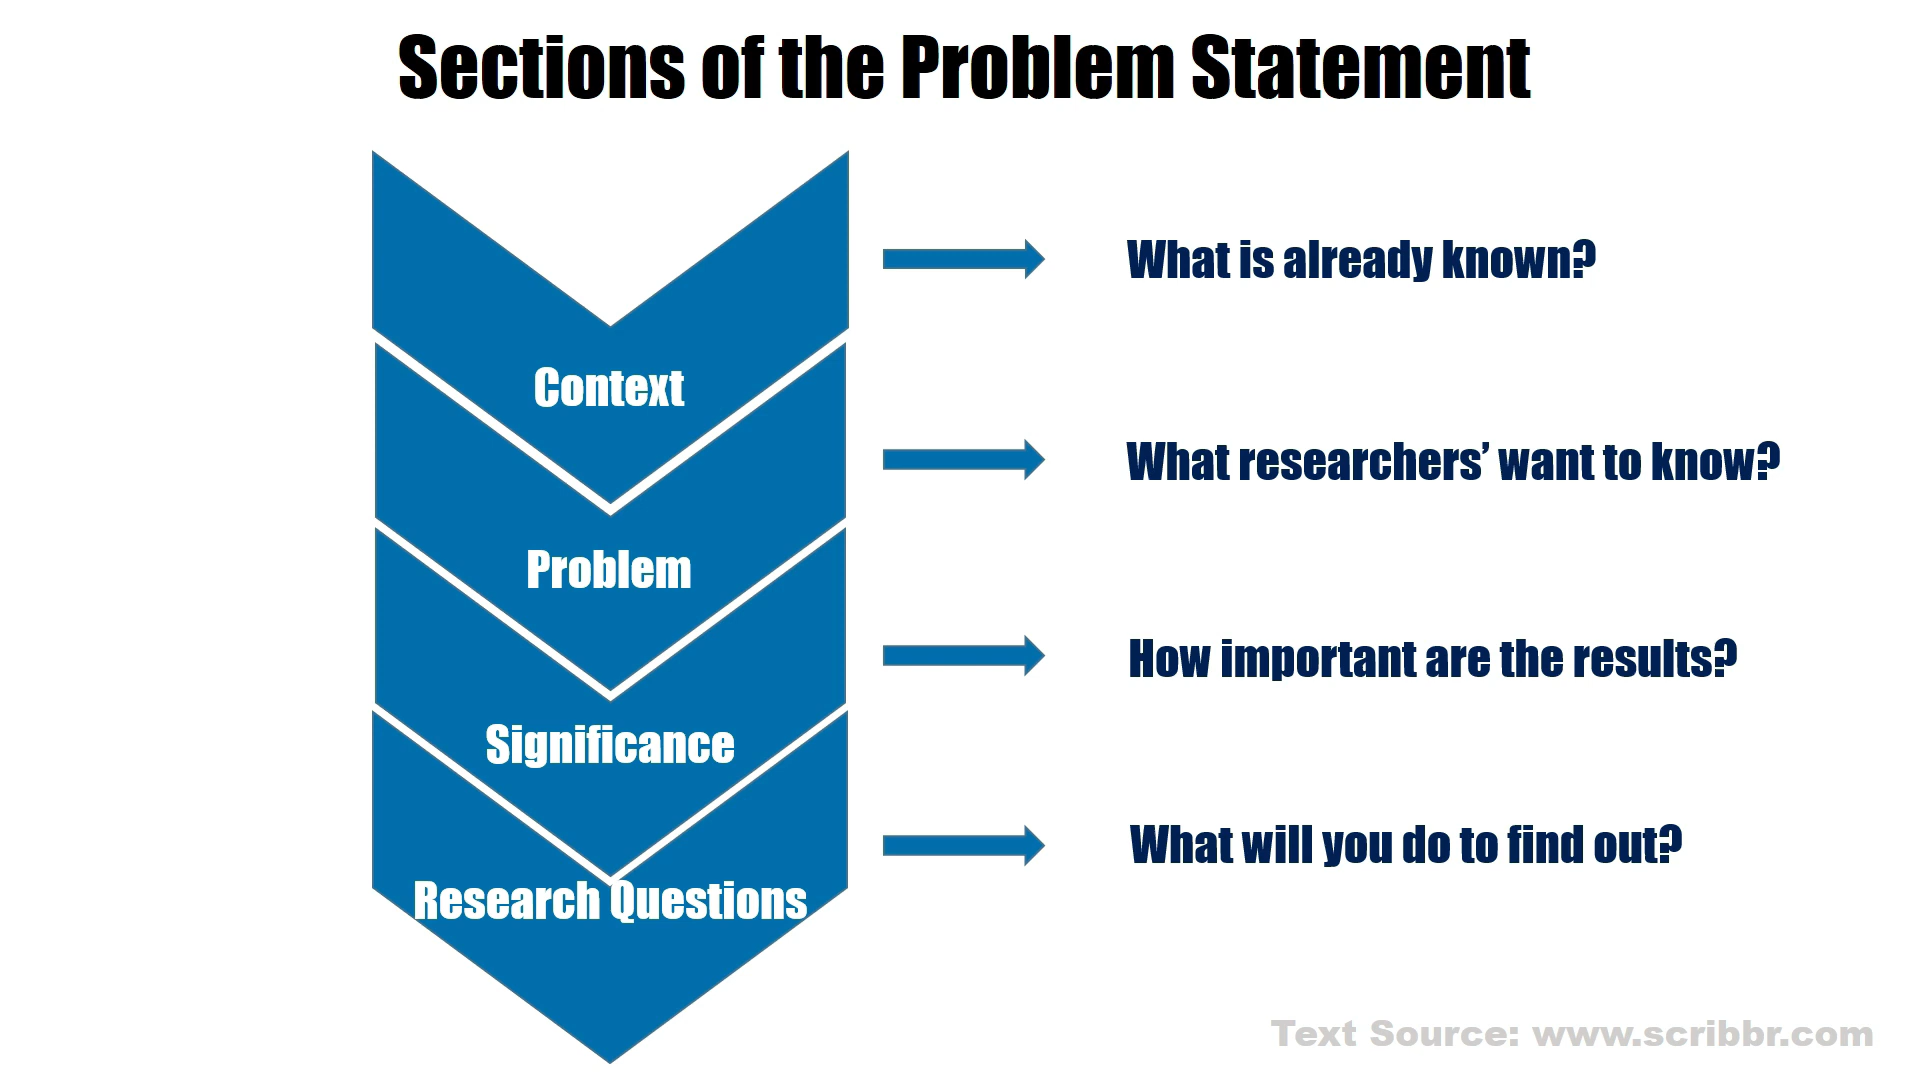 Sections of the Problem Statement
Context
What is already known?
Problem
What researchers’ want to know?
Significance
How important are the results?
Research Questions
What will you do to find out?
Text Source: www.scribbr.com